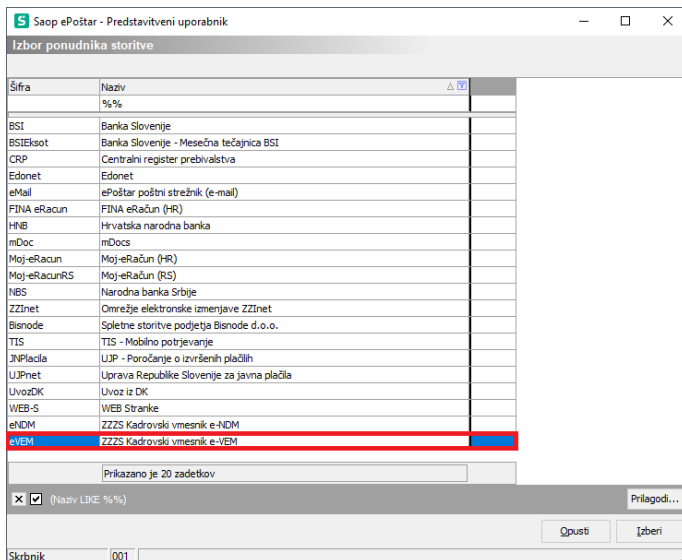 S Saop ePoštar - Predstavitveni uporabnik
Izbor ponudnika storitve
Šifra Naziv
%%
BSI Banka Slovenije
BSIEksot Banka Slovenije - Mesečna tečajnica BSI
CRP Centralni register prebivalstva
Edonet Edonet
eMail ePoštar poštni strežnik (e-mail)
FINA eRacun FINA eRačun (HR)
HNB Hrvatska narodna banka
mDoc mDocs
Moj-eRacun Moj-eRačun (HR)
Moj-eRacunRS Moj-eRačun (RS)
NBS Narodna banka Srbije
ZZInet Omrežje elektronske izmenjave ZZInet
Bisnode Spletne storitve podjetja Bisnode d.o.o.
TIS TIS - Mobilno potrjevanje
JNPlacila UJP - Poročanje o izvršenih plačilih
UJPnet Uprava Republike Slovenije za javna plačila
UvozDK Uvoz iz DK
WEB-S WEB Stranke
eNDM ZZZS Kadrovski vmesnik e-NDM
eVEM ZZZS Kadrovski vmesnik e-VEM
Prikazano je 20 zadetkov
(Naziv LIKE %%) Prilagodi...
Opusti Izberi
Skrbnik 001